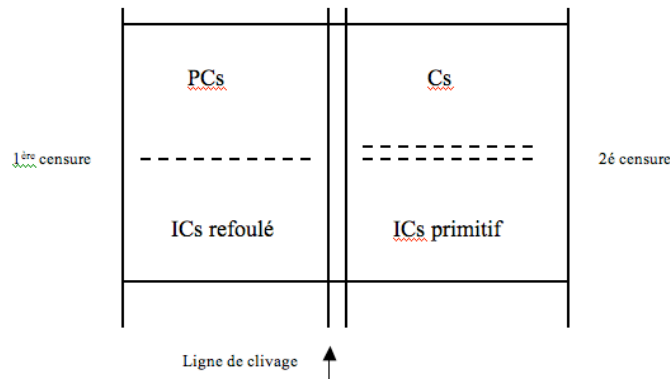 PCs
Cs
1ère censure
2é censure
ICs refoulé
ICs primitif
Ligne de clivage